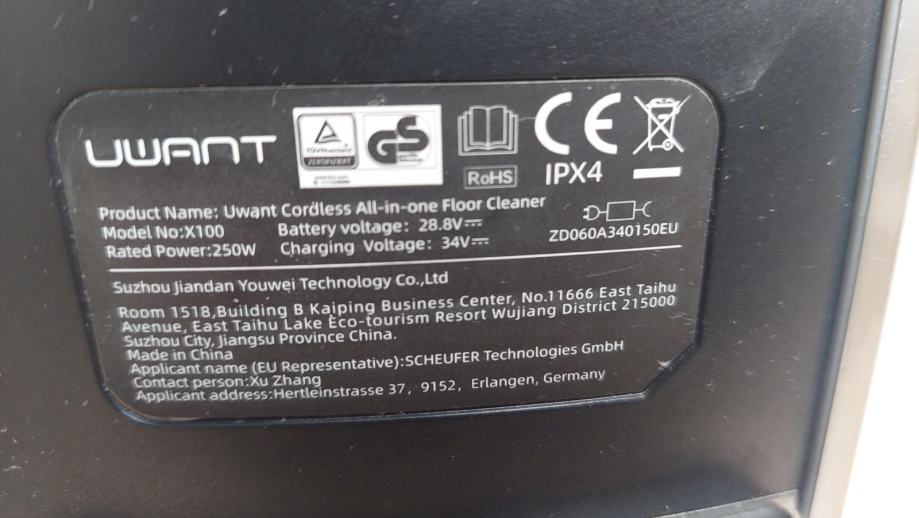 UWANT
TÜVRheinland
ZERTIFIZIERT
GS
CE
RoHS
IPX4
Product Name: Uwant Cordless All-in-one Floor Cleaner
Model No:X100
Battery voltage: 28.8V⎓
Rated Power:250W
Charging Voltage: 34V⎓
ZD060A340150EU
Suzhou Jiandan Youwei Technology Co.,Ltd
Room 1518,Building B Kaiping Business Center, No.11666 East Taihu
Avenue, East Taihu Lake Eco-tourism Resort Wujiang District 215000
Suzhou City, Jiangsu Province China.
Made in China
Applicant name (EU Representative):SCHEUFER Technologies GmbH
Contact person:Xu Zhang
Applicant address:Hertleinstrasse 37, 9152, Erlangen, Germany